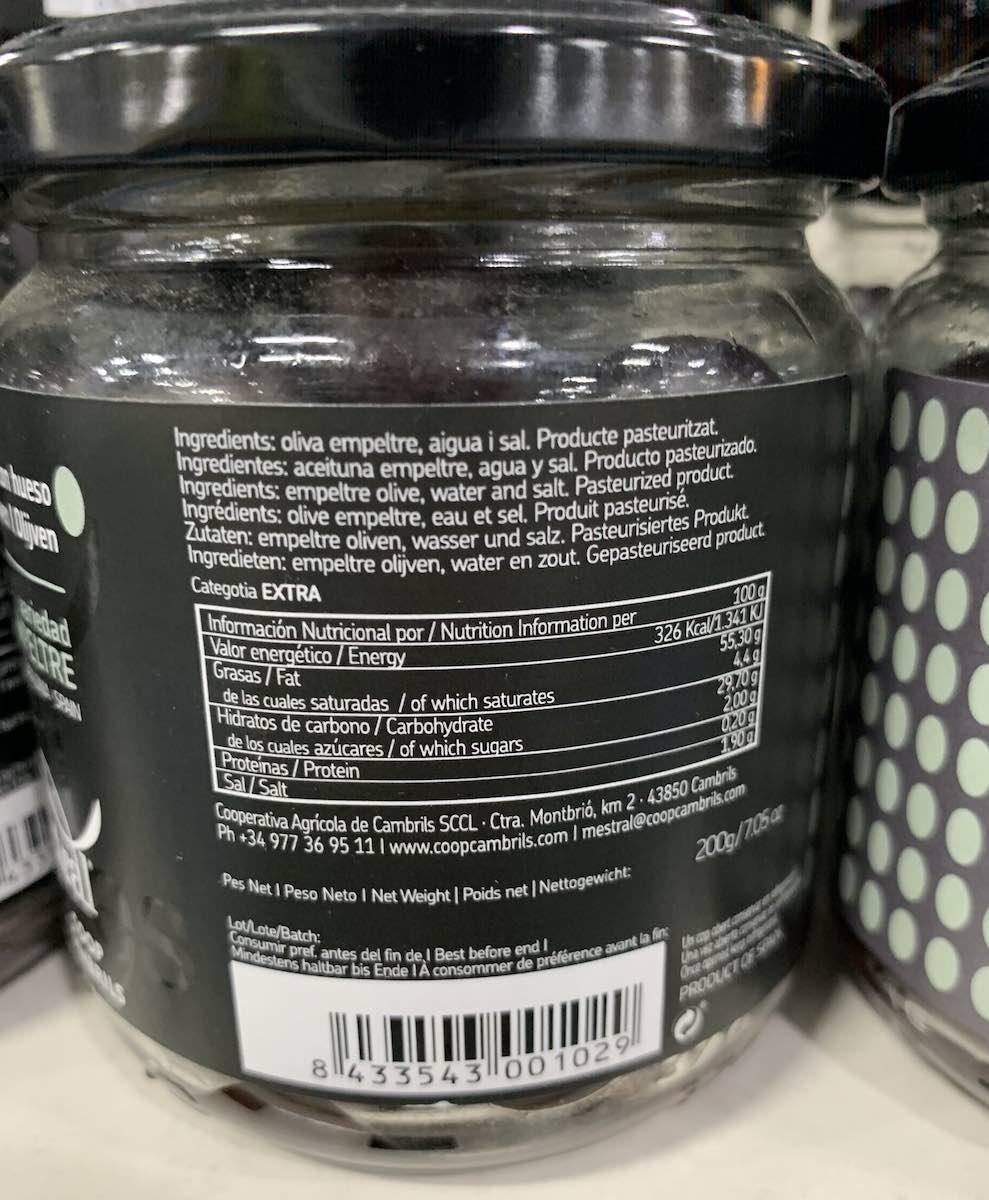 hueso
Olijven
EMPELTRE
Ingredients: oliva empeltre, aigua i sal. Producte pasteuritzat.
Ingredientes: aceituna empeltre, agua y sal. Producto pasteurizado.
Ingredients: empeltre olive, water and salt. Pasteurized product.
Ingrédients: olive empeltre, eau et sel. Produit pasteurisé.
Zutaten: empeltre oliven, wasser und salz. Pasteurisiertes Produkt.
Ingredieten: empeltre olijven, water en zout. Gepasteuriseerd product.
Categotia EXTRA
Información Nutricional por / Nutrition Information per 100 g
Valor energético / Energy 326 Kcal/1.341 KJ
Grasas / Fat 55,30 g
de las cuales saturadas / of which saturates 4,4 g
Hidratos de carbono / Carbohydrate 29,70 g
de los cuales azúcares / of which sugars 2,00 g
Proteínas / Protein 0,20 g
Sal / Salt 1,90 g
Cooperativa Agrícola de Cambrils SCCL · Ctra. Montbrió, km 2 · 43850 Cambrils
Ph +34 977 36 95 11 | www.coopcambrils.com | mestral@coopcambrils.com
Pes Net | Peso Neto | Net Weight | Poids net | Nettogewicht: 200g/7.05 oz
Lot/Lote/Batch:
Consumir pref. antes del fin de | Best before end |
Mindestens haltbar bis Ende | À consommer de préférence avant la fin:
PRODUCT OF SPAIN
8 433543 001029